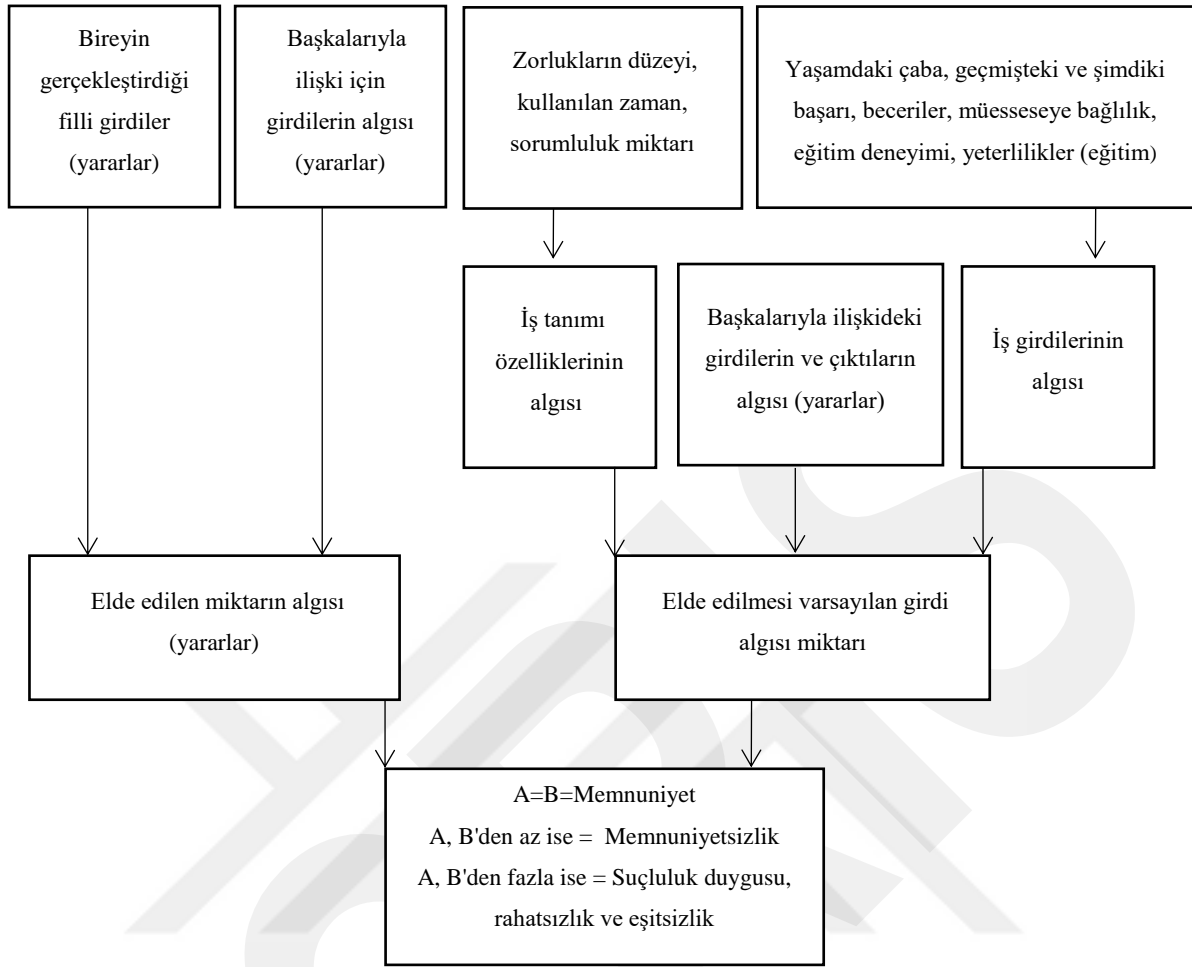 Bireyin
gerçekleştirdiği
filli girdiler
(yararlar)
Başkalarıyla
ilişki için
girdilerin algısı
(yararlar)
Zorlukların düzeyi,
kullanılan zaman,
sorumluluk miktarı
Yaşamdaki çaba, geçmişteki ve şimdiki
başarı, beceriler, müesseseye bağlılık,
eğitim deneyimi, yeterlilikler (eğitim)
İş tanımı
özelliklerinin
algısı
Başkalarıyla ilişkideki
girdilerin ve çıktıların
algısı (yararlar)
İş girdilerinin
algısı
Elde edilen miktarın algısı
(yararlar)
Elde edilmesi varsayılan girdi
algısı miktarı
A=B=Memnuniyet
A, B'den az ise = Memnuniyetsizlik
A, B'den fazla ise = Suçluluk duygusu,
rahatsızlık ve eşitsizlik